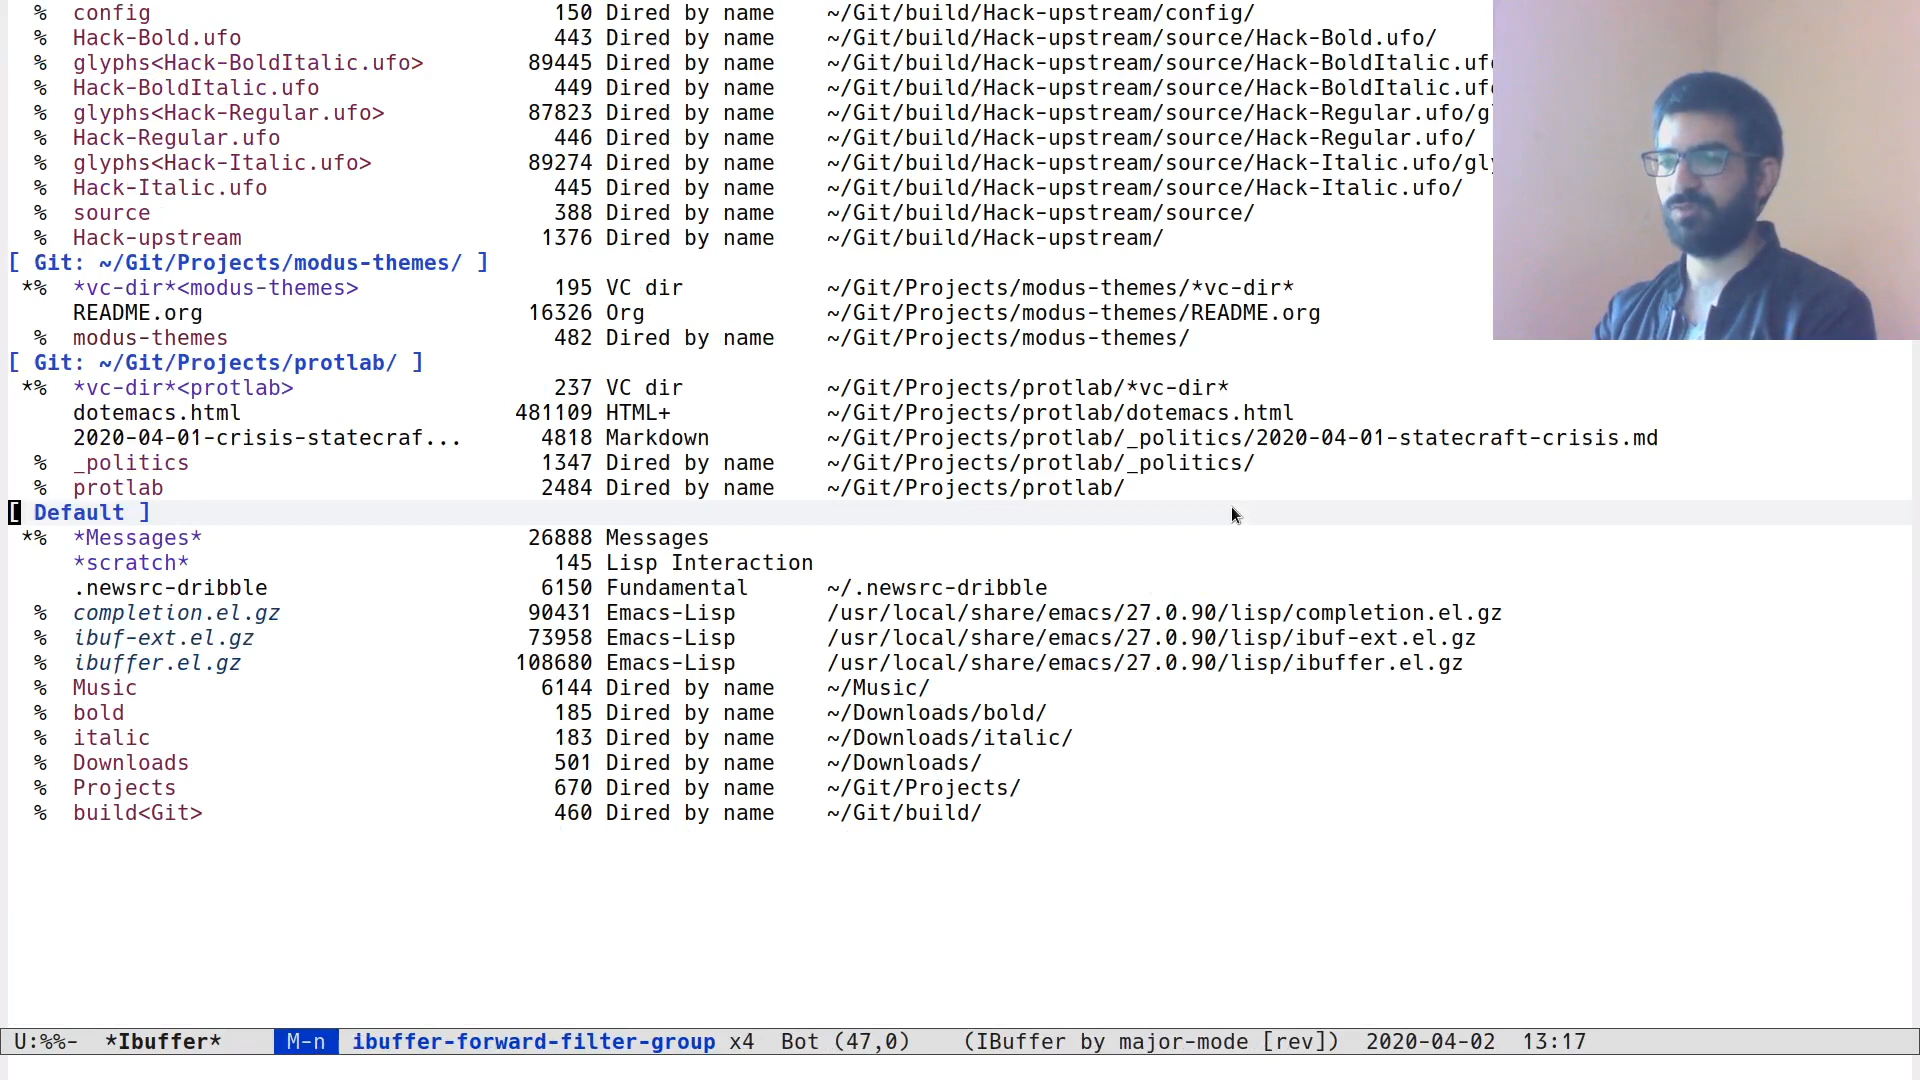 % config 150 Dired by name ~/Git/build/Hack-upstream/config/
% Hack-Bold.ufo 443 Dired by name ~/Git/build/Hack-upstream/source/Hack-Bold.ufo/
% glyphs<Hack-BoldItalic.ufo> 89445 Dired by name ~/Git/build/Hack-upstream/source/Hack-BoldItalic.uf
% Hack-BoldItalic.ufo 449 Dired by name ~/Git/build/Hack-upstream/source/Hack-BoldItalic.uf
% glyphs<Hack-Regular.ufo> 87823 Dired by name ~/Git/build/Hack-upstream/source/Hack-Regular.ufo/g
% Hack-Regular.ufo 446 Dired by name ~/Git/build/Hack-upstream/source/Hack-Regular.ufo/
% glyphs<Hack-Italic.ufo> 89274 Dired by name ~/Git/build/Hack-upstream/source/Hack-Italic.ufo/gly
% Hack-Italic.ufo 445 Dired by name ~/Git/build/Hack-upstream/source/Hack-Italic.ufo/
% source 388 Dired by name ~/Git/build/Hack-upstream/source/
% Hack-upstream 1376 Dired by name ~/Git/build/Hack-upstream/
[ Git: ~/Git/Projects/modus-themes/ ]
*% *vc-dir*<modus-themes> 195 VC dir ~/Git/Projects/modus-themes/*vc-dir*
README.org 16326 Org ~/Git/Projects/modus-themes/README.org
% modus-themes 482 Dired by name ~/Git/Projects/modus-themes/
[ Git: ~/Git/Projects/protlab/ ]
*% *vc-dir*<protlab> 237 VC dir ~/Git/Projects/protlab/*vc-dir*
dotemacs.html 481109 HTML+ ~/Git/Projects/protlab/dotemacs.html
2020-04-01-crisis-statecraf... 4818 Markdown ~/Git/Projects/protlab/_politics/2020-04-01-statecraft-crisis.md
% _politics 1347 Dired by name ~/Git/Projects/protlab/_politics/
% protlab 2484 Dired by name ~/Git/Projects/protlab/
[ Default ]
*% *Messages* 26888 Messages
*scratch* 145 Lisp Interaction
.newsrc-dribble 6150 Fundamental ~/.newsrc-dribble
% completion.el.gz 90431 Emacs-Lisp /usr/local/share/emacs/27.0.90/lisp/completion.el.gz
% ibuf-ext.el.gz 73958 Emacs-Lisp /usr/local/share/emacs/27.0.90/lisp/ibuf-ext.el.gz
% ibuffer.el.gz 108680 Emacs-Lisp /usr/local/share/emacs/27.0.90/lisp/ibuffer.el.gz
% Music 6144 Dired by name ~/Music/
% bold 185 Dired by name ~/Downloads/bold/
% italic 183 Dired by name ~/Downloads/italic/
% Downloads 501 Dired by name ~/Downloads/
% Projects 670 Dired by name ~/Git/Projects/
% build<Git> 460 Dired by name ~/Git/build/
U:%%- *Ibuffer* M-n ibuffer-forward-filter-group x4 Bot (47,0) (IBuffer by major-mode [rev]) 2020-04-02 13:17